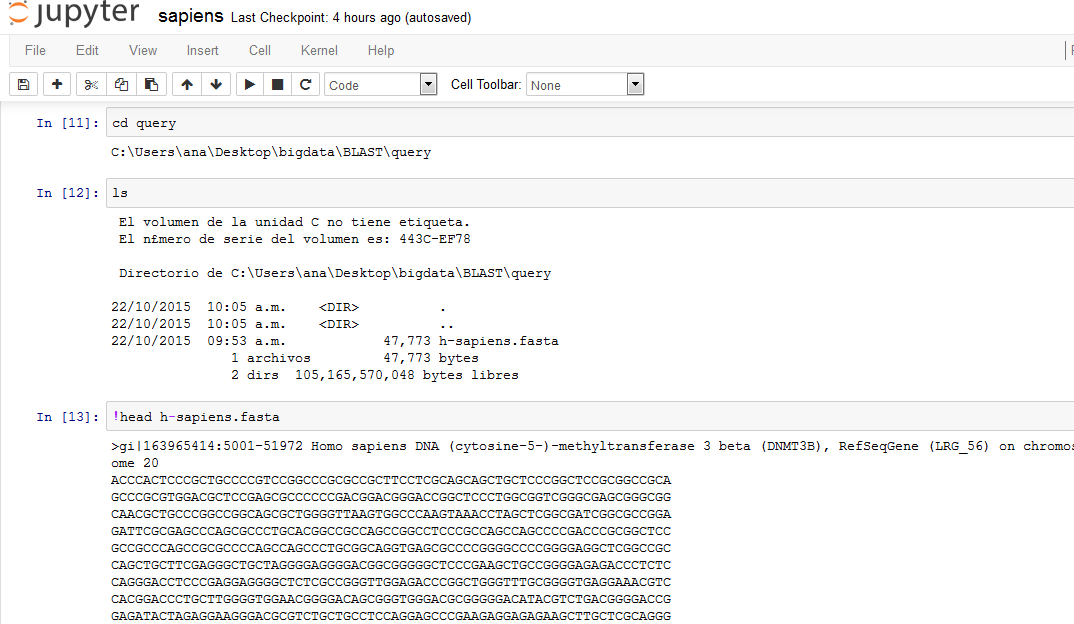 jupyter sapiens Last Checkpoint: 4 hours ago (autosaved)
File Edit View Insert Cell Kernel Help
Code Cell Toolbar: None
In [11]: cd query
C:\Users\ana\Desktop\bigdata\BLAST\query
In [12]: ls
El volumen de la unidad C no tiene etiqueta.
El n£mero de serie del volumen es: 443C-EF78
Directorio de C:\Users\ana\Desktop\bigdata\BLAST\query
22/10/2015  10:05 a.m.    <DIR>          .
22/10/2015  10:05 a.m.    <DIR>          ..
22/10/2015  09:53 a.m.            47,773 h-sapiens.fasta
1 archivos         47,773 bytes
2 dirs  105,165,570,048 bytes libres
In [13]: !head h-sapiens.fasta
>gi|163965414:5001-51972 Homo sapiens DNA (cytosine-5-)-methyltransferase 3 beta (DNMT3B), RefSeqGene (LRG_56) on chromos
ome 20
ACCCACTCCCGCTGCCCCGTCCGGCCCGCGCCGCTTCCTCGCAGCAGCTGCTCCCGGCTCCGCGGCCGCA
GCCCGCGTGGACGCTCCGAGCGCCCCCCGACGGACGGGACCGGCTCCCTGGCGGTCGGGCGAGCGGGCGG
CAACGCTGCCCGGCCGGCAGCGCTGGGGTTAAGTGGCCCAAGTAAACCTAGCTCGGCGATCGGCGCCGGA
GATTCGCGAGCCCAGCGCCCTGCACGGCCGCCAGCCGGCCTCCCGCCAGCCAGCCCCGACCCGCGGCTCC
GCCGCCCAGCCGCGCCCCAGCCAGCCCTGCGGCAGGTGAGCGCCCCGGGGCCCCGGGGAGGCTCGGCCGC
CAGCTGCTTCGAGGGCTGCTAGGGGAGGGGACGGCGGGGGCTCCCGAAGCTGCCGGGGAGAGACCCTCTC
CAGGGACCTCCCGAGGAGGGGCTCTCGCCGGGTTGGAGACCCGGCTGGGTTTGCGGGGTGAGGAAACGTC
CACGGACCCTGCTTGGGGTGGAACGGGGACAGCGGGTGGGACGCGGGGGACATACGTCTGACGGGGACCG
GAGATACTAGAGGAAGGGACGCGTCTGCTGCCTCCAGGAGCCCGAAGAGGAGAGAAGCTTGCTCGCAGGG